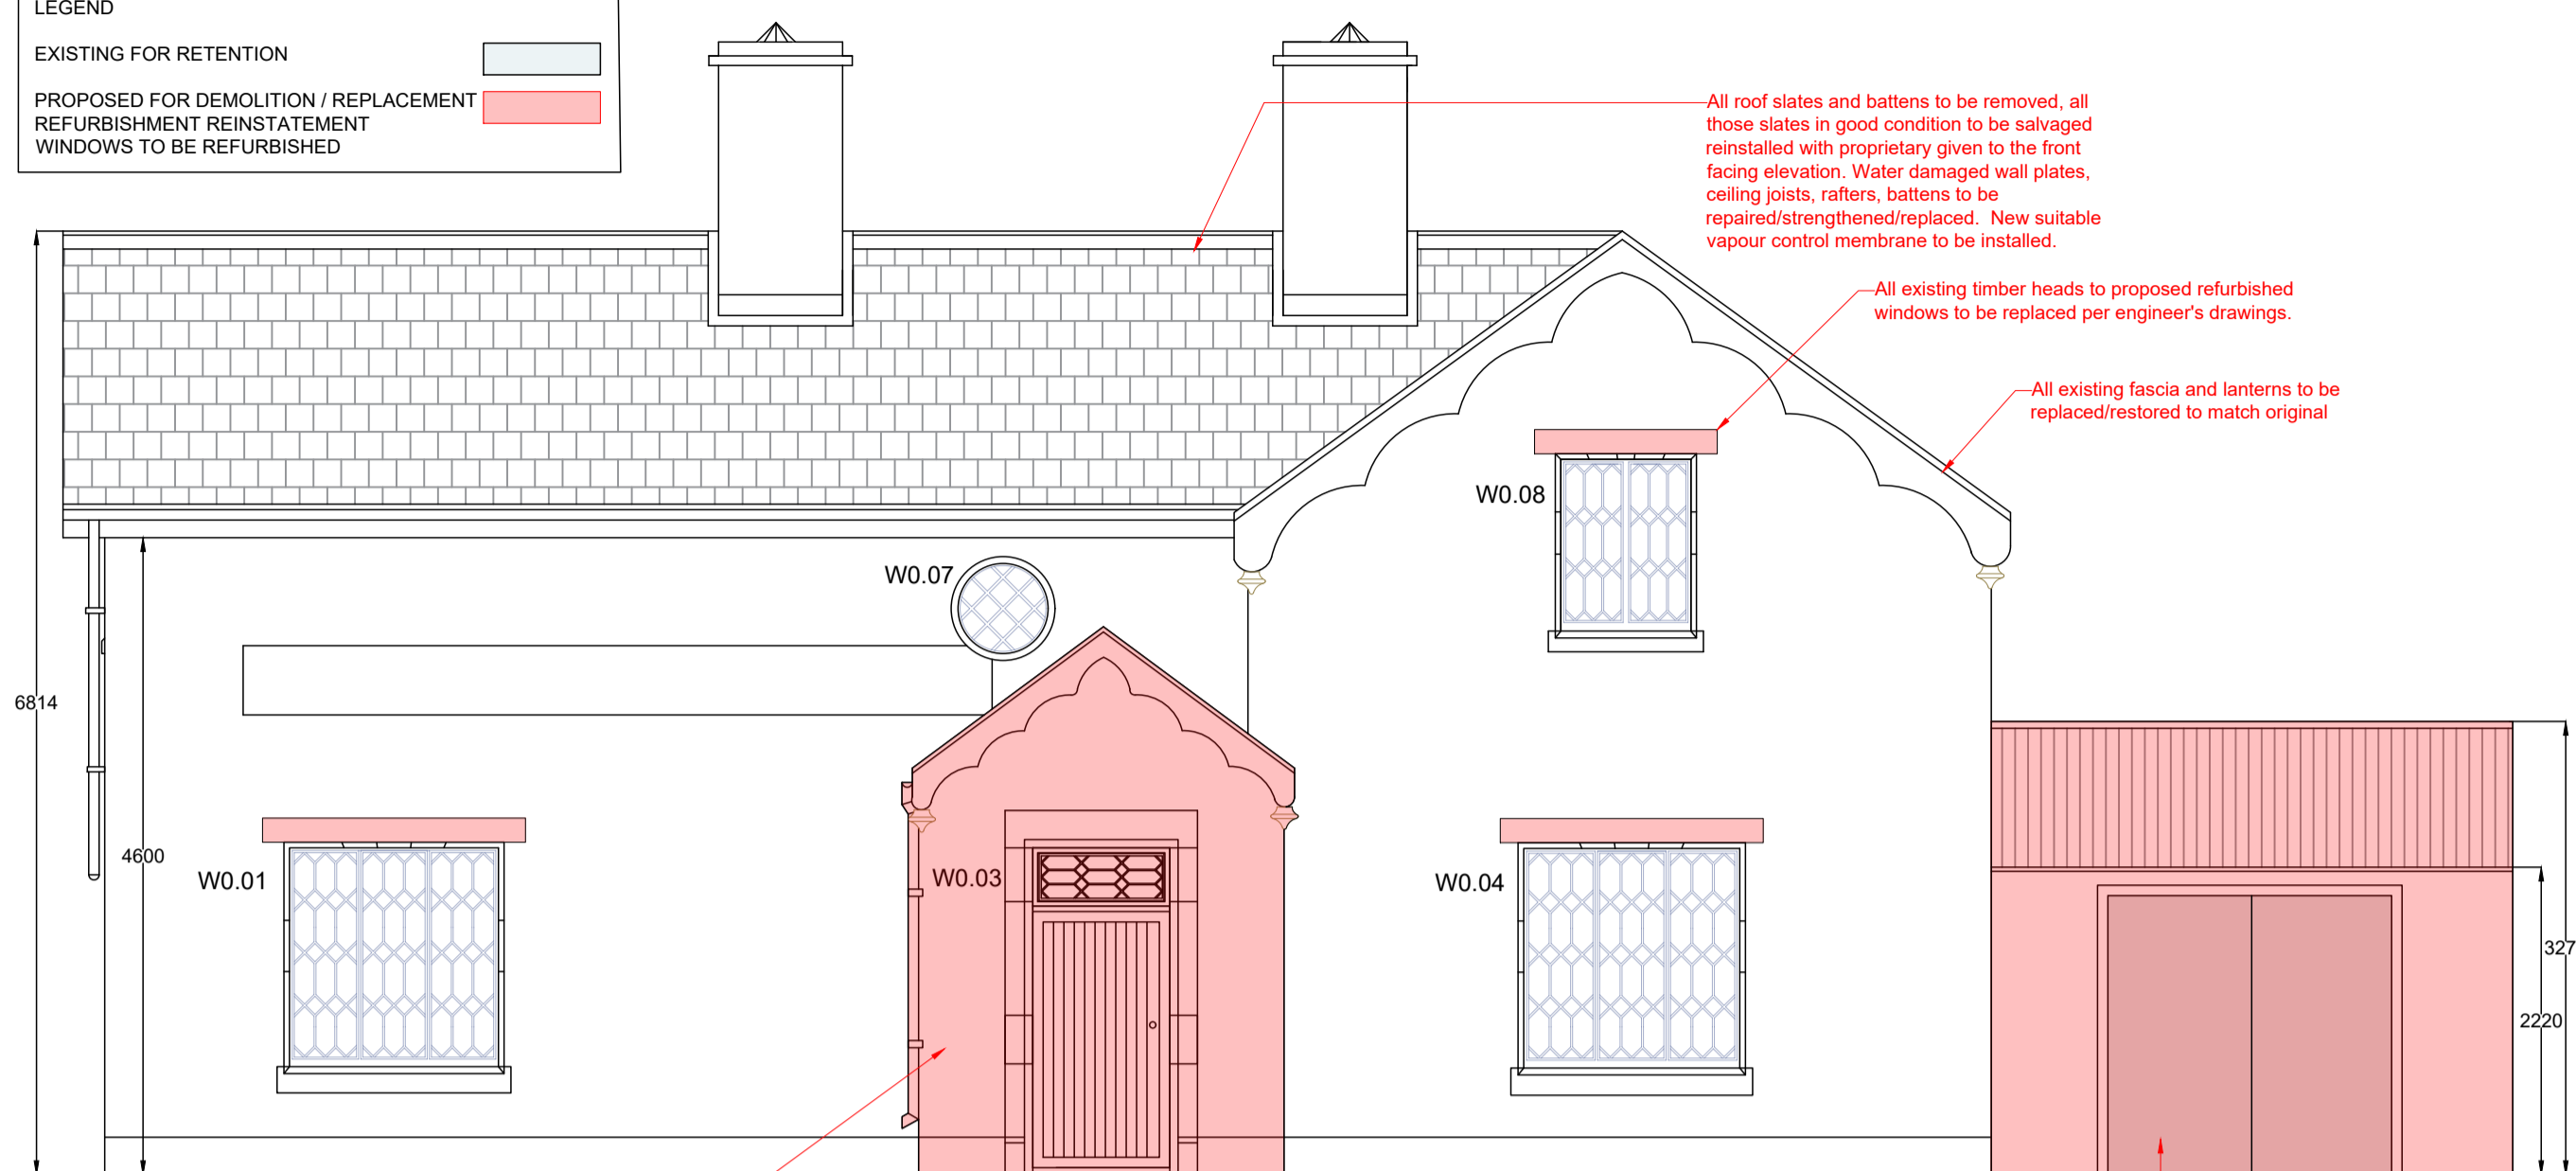 LEGEND
EXISTING FOR RETENTION
PROPOSED FOR DEMOLITION / REPLACEMENT
REFURBISHMENT REINSTATEMENT
WINDOWS TO BE REFURBISHED
All roof slates and battens to be removed, all
those slates in good condition to be salvaged
reinstalled with proprietary given to the front
facing elevation. Water damaged wall plates,
ceiling joists, rafters, battens to be
repaired/strengthened/replaced. New suitable
vapour control membrane to be installed.
All existing timber heads to proposed refurbished
windows to be replaced per engineer's drawings.
All existing fascia and lanterns to be
replaced/restored to match original
W0.08
W0.07
6814
4600
W0.01
W0.03
W0.04
327
2220